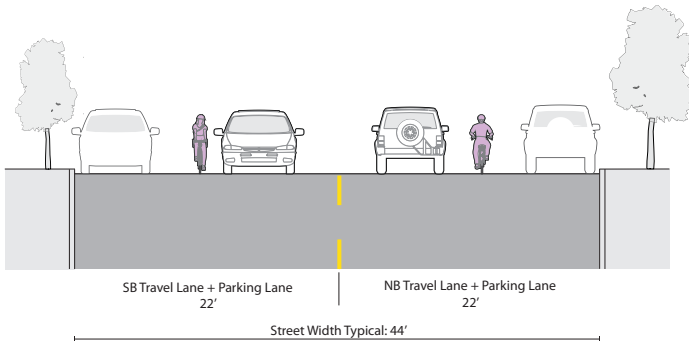 SB Travel Lane + Parking Lane
22’
NB Travel Lane + Parking Lane
22’
Street Width Typical: 44’